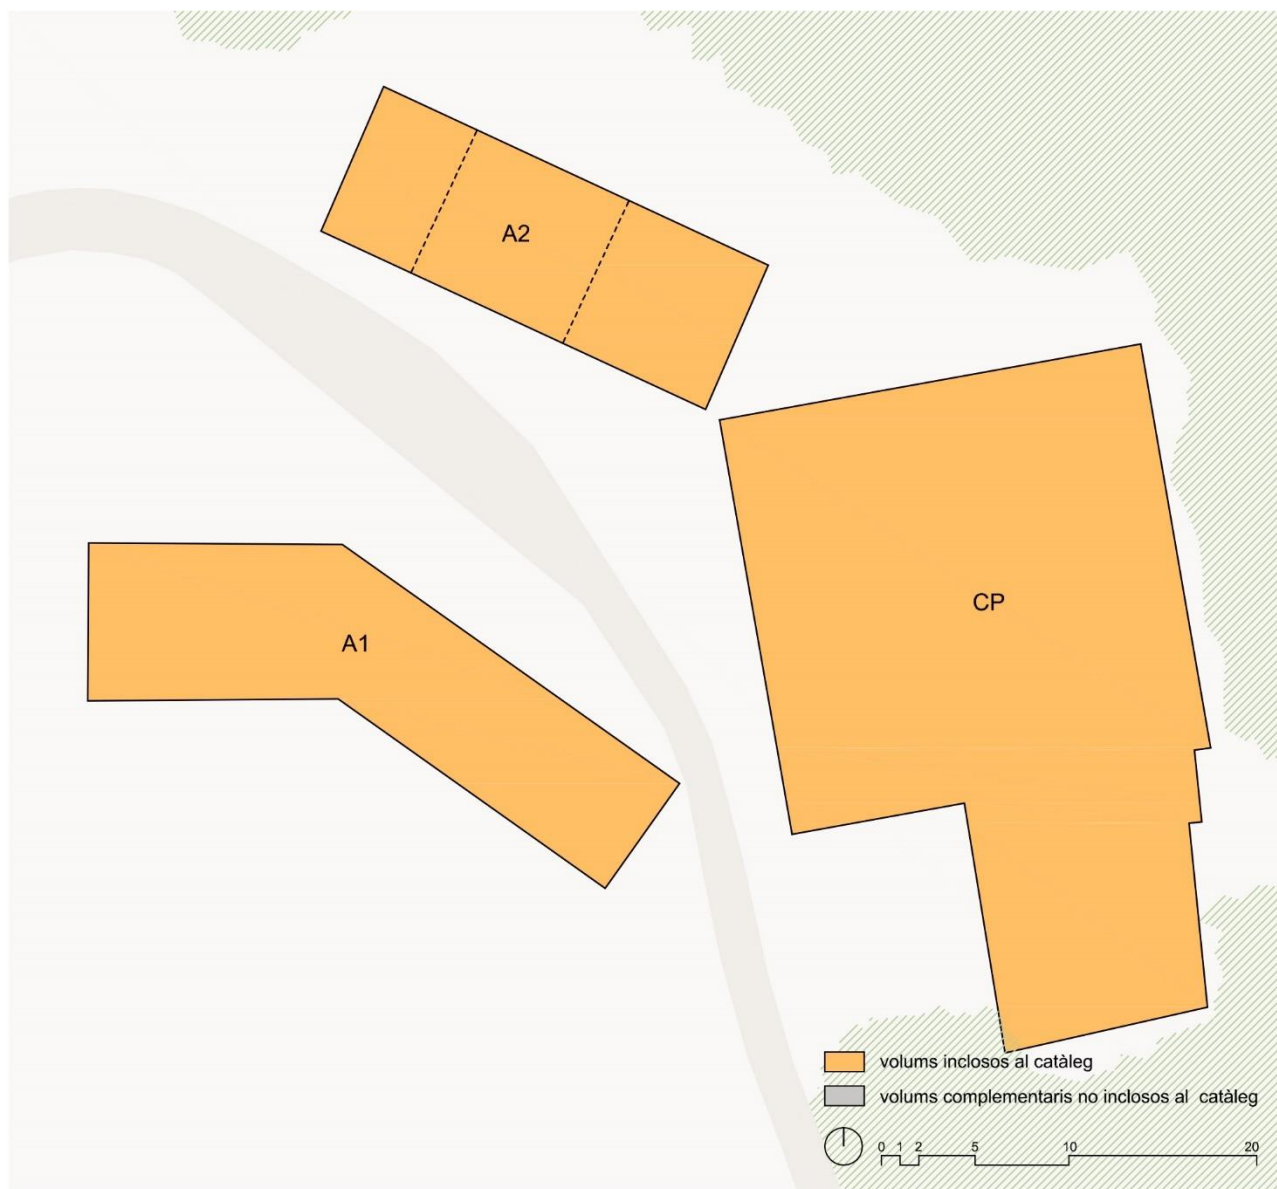 A2
CP
A1
volums inclosos al catàleg
volums complementaris no inclosos al catàleg
0 1 2 5 10 20